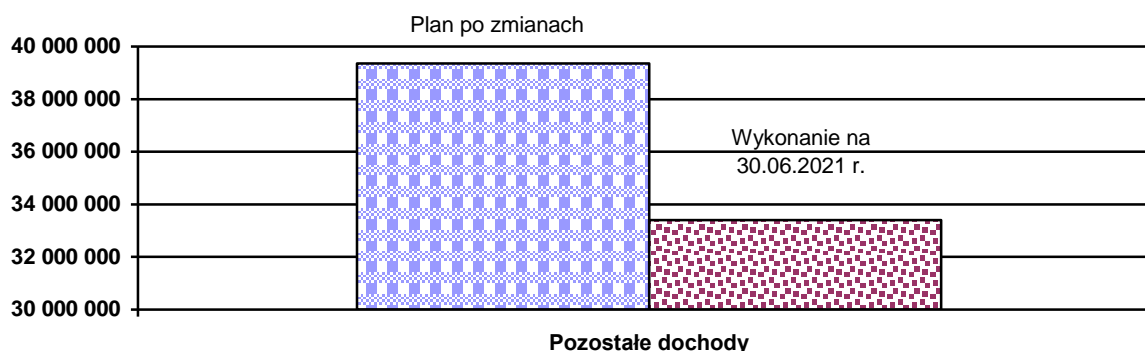 Plan po zmianach
40 000 000
38 000 000
36 000 000
Wykonanie na
30.06.2021 r.
34 000 000
32 000 000
30 000 000
Pozostałe dochody